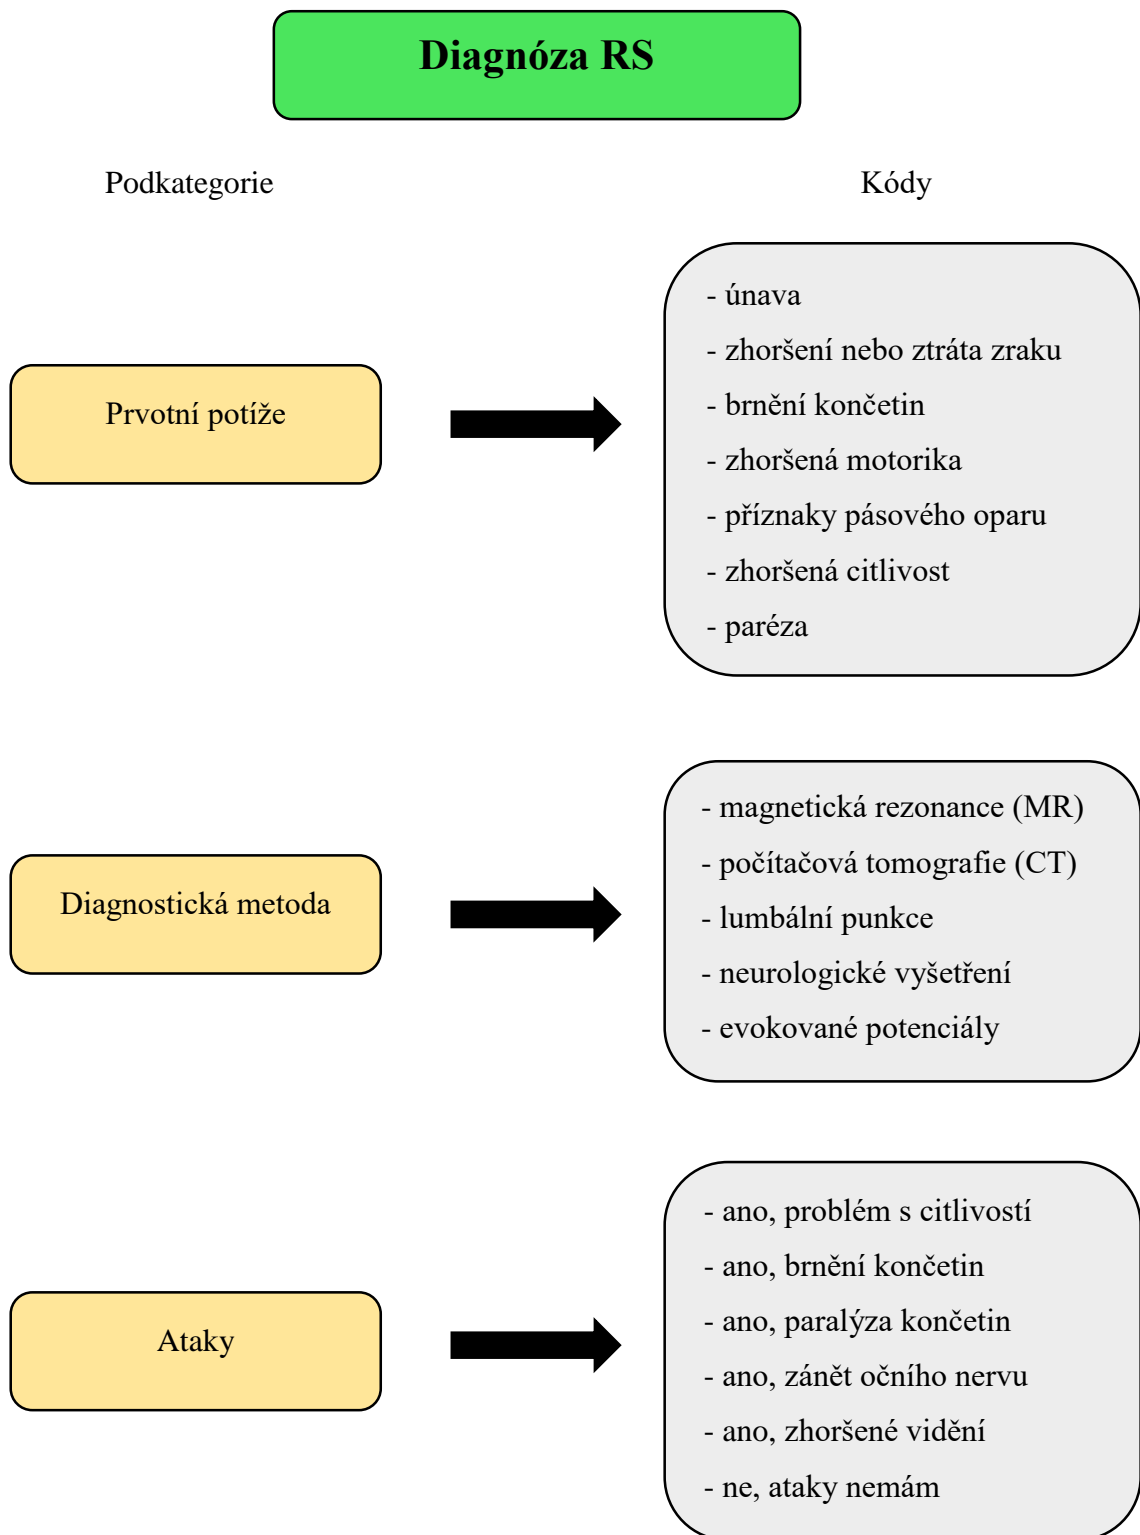 Diagnóza RS
Podkategorie
Kódy
Prvotní potíže
- únava
- zhoršení nebo ztráta zraku
- brnění končetin
- zhoršená motorika
- příznaky pásového oparu
- zhoršená citlivost
- paréza
Diagnostická metoda
- magnetická rezonance (MR)
- počítačová tomografie (CT)
- lumbální punkce
- neurologické vyšetření
- evokované potenciály
Ataky
- ano, problém s citlivostí
- ano, brnění končetin
- ano, paralýza končetin
- ano, zánět očního nervu
- ano, zhoršené vidění
- ne, ataky nemám